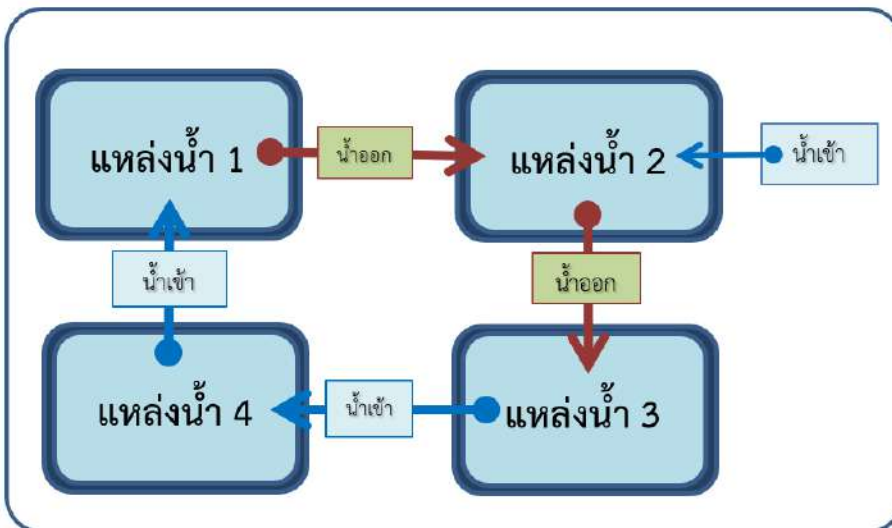 แหล่งน้ำ 1
น้ำออก
แหล่งน้ำ 2
น้ำเข้า
น้ำเข้า
น้ำออก
แหล่งน้ำ 4
น้ำเข้า
แหล่งน้ำ 3